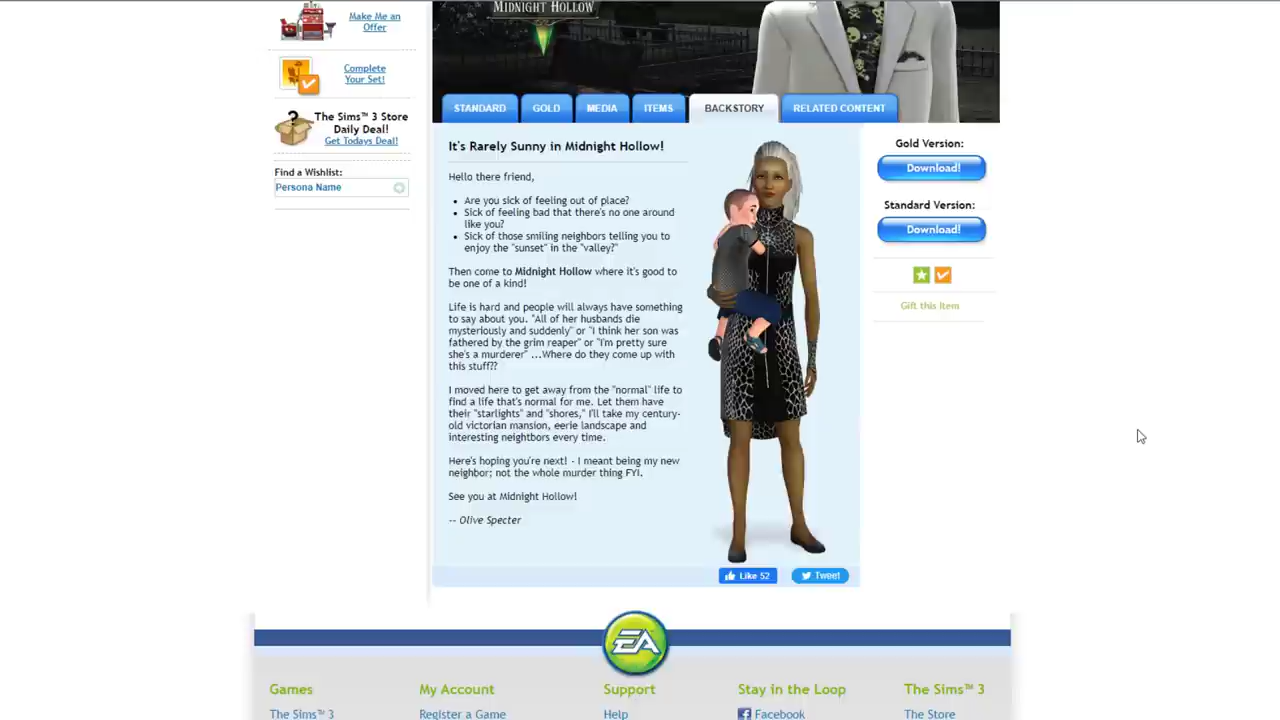 MIDNIGHT HOLLOW
Make Me an
Offer
Complete
Your Set!
The Sims™ 3 Store
Daily Deal!
Get Todays Deal!
Find a Wishlist:
Persona Name
STANDARD
GOLD
MEDIA
ITEMS
BACKSTORY
RELATED CONTENT
It's Rarely Sunny in Midnight Hollow!
Hello there friend,
• Are you sick of feeling out of place?
• Sick of feeling bad that there's no one around
like you?
• Sick of those smiling neighbors telling you to
enjoy the "sunset" in the "valley?"
Then come to Midnight Hollow where it's good to
be one of a kind!
Life is hard and people will always have something
to say about you. "All of her husbands die
mysteriously and suddenly" or "I think her son was
fathered by the grim reaper" or "I'm pretty sure
she's a murderer" ...Where do they come up with
this stuff??
I moved here to get away from the "normal" life to
find a life that's normal for me. Let them have
their "starlights" and "shores," I'll take my century-
old victorian mansion, eerie landscape and
interesting neighbors every time.
Here's hoping you're next! - I meant being my new
neighbor; not the whole murder thing FYI.
See you at Midnight Hollow!
-- Olive Specter
Gold Version:
Download!
Standard Version:
Download!
Gift this Item
Like 52
Tweet
EA
Games
My Account
Support
Stay in the Loop
The Sims™ 3
The Sims™ 3
Register a Game
Help
Facebook
The Store